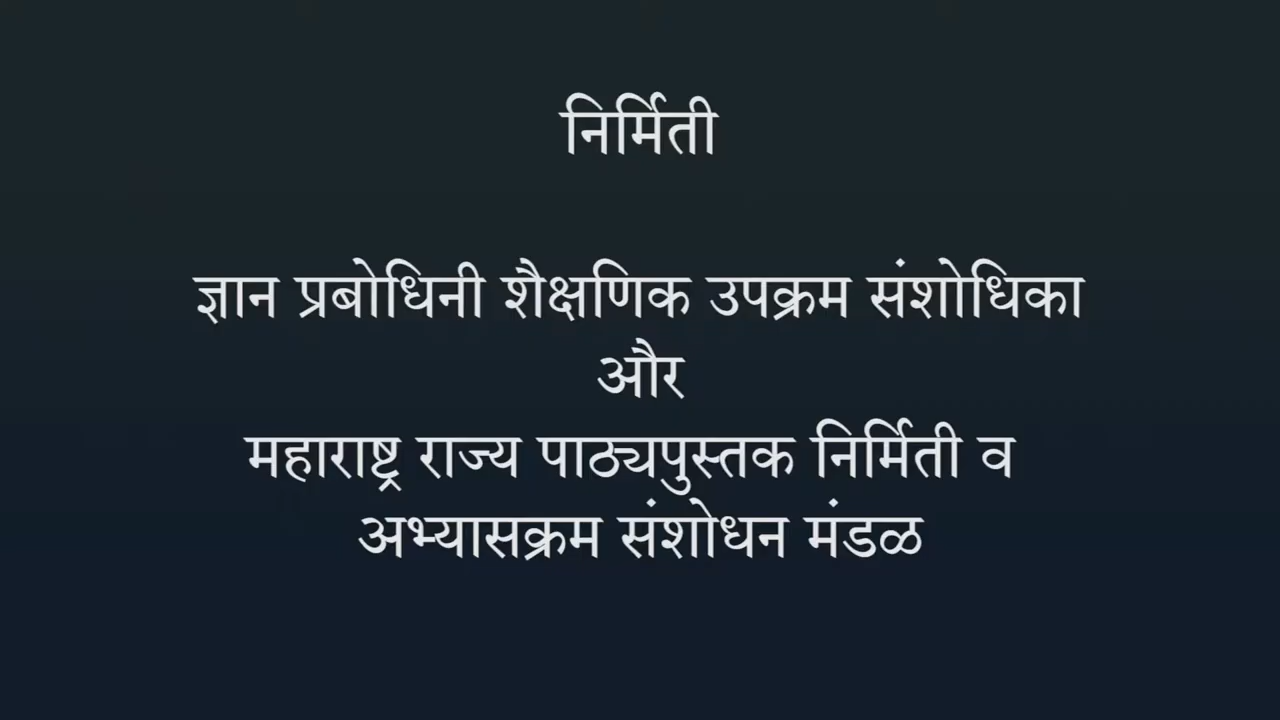 निर्मिती
ज्ञान प्रबोधिनी शैक्षणिक उपक्रम संशोधिका
और
महाराष्ट्र राज्य पाठ्यपुस्तक निर्मिती व
अभ्यासक्रम संशोधन मंडळ